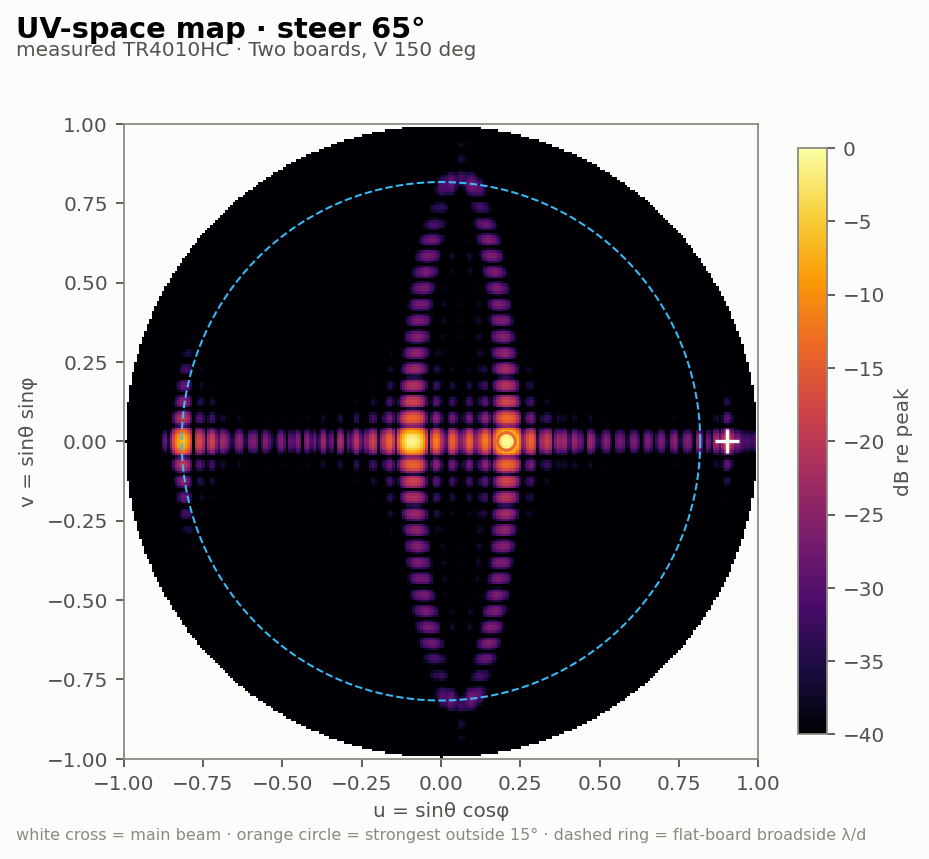 UV-space map · steer 65°
measured TR4010HC · Two boards, V 150 deg
1.00
0.75
0.50
0.25
0.00
−0.25
−0.50
−0.75
−1.00
v = sinθ sinφ
−1.00 −0.75 −0.50 −0.25 0.00 0.25 0.50 0.75 1.00
u = sinθ cosφ
0
−5
−10
−15
−20
−25
−30
−35
−40
dB re peak
white cross = main beam · orange circle = strongest outside 15° · dashed ring = flat-board broadside λ/d